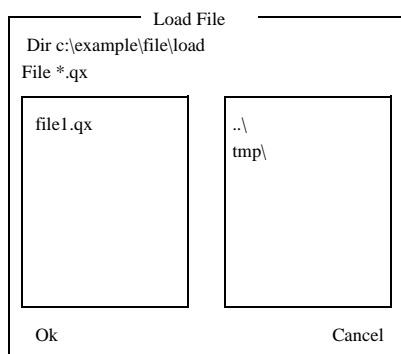 Load File
Dir c:\example\file\load
File *.qx
file1.qx
..\
tmp\
Ok Cancel